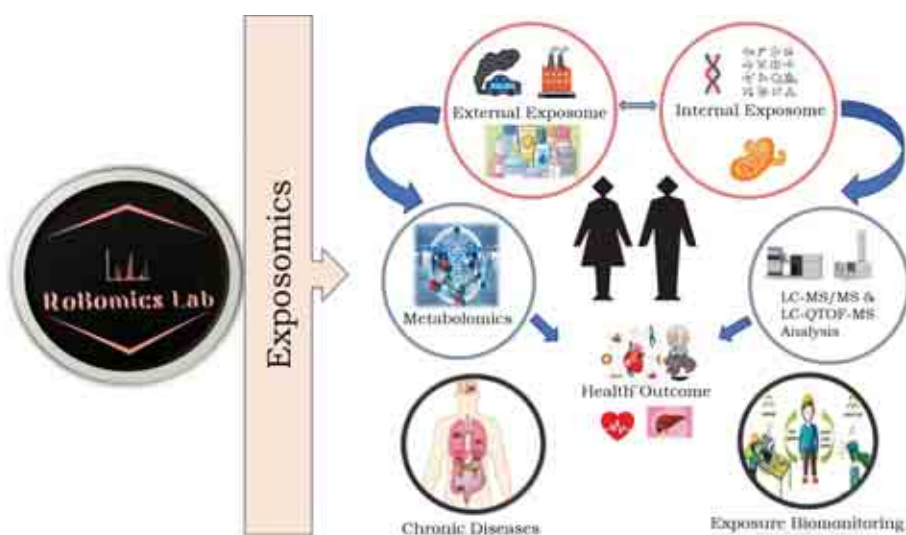 RoBomics Lab
Exposomics
External Exposome
Internal Exposome
Metabolomics
LC-MS/MS &
LC-QTOF-MS
Analysis
Health Outcome
Chronic Diseases
Exposure Biomonitoring